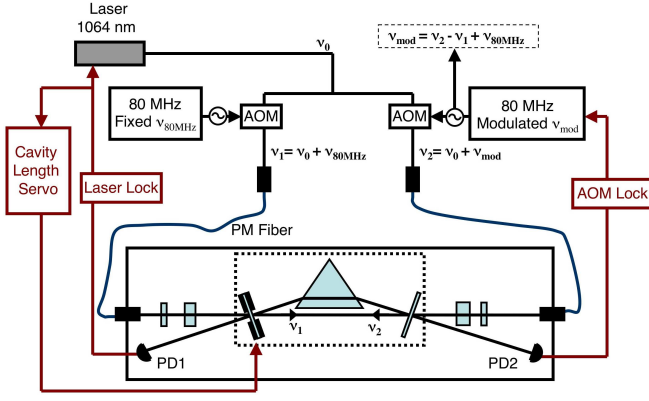 Laser
1064 nm
ν0
νmod = ν2 - ν1 + ν80MHz
80 MHz
Fixed ν80MHz
AOM
AOM
80 MHz
Modulated νmod
Cavity
Length
Servo
Laser Lock
ν1= ν0 + ν80MHz
ν2= ν0 + νmod
AOM Lock
PM Fiber
ν1
ν2
PD1
PD2